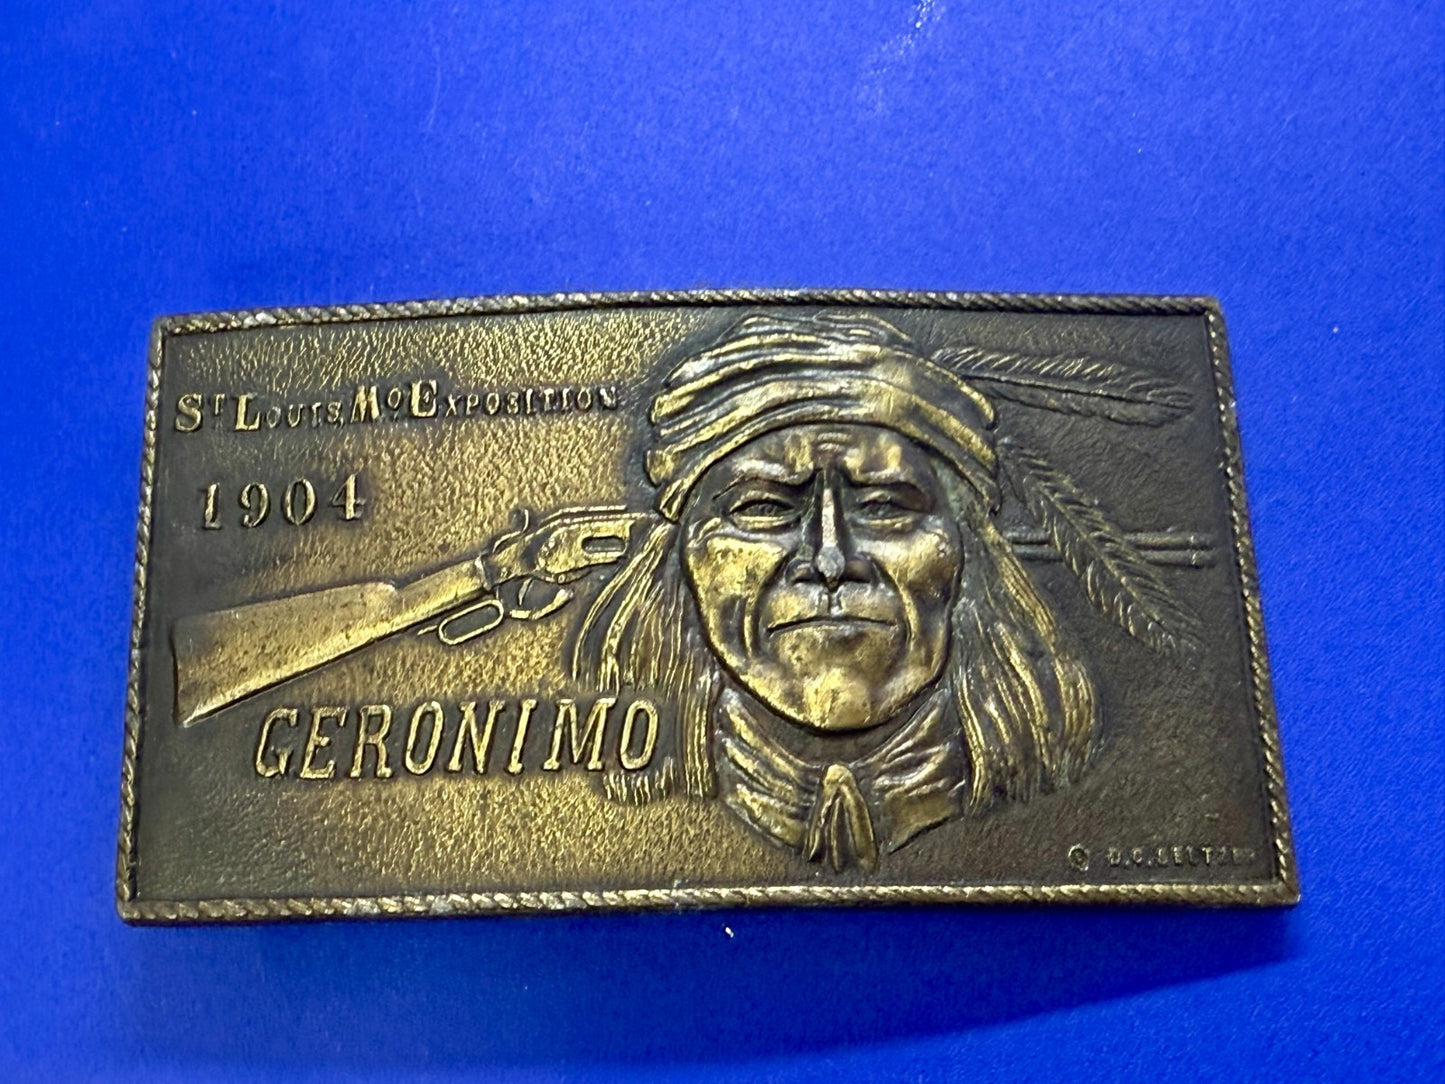 ST LOUIS, MO EXPOSITION
1904
GERONIMO
© D.C.